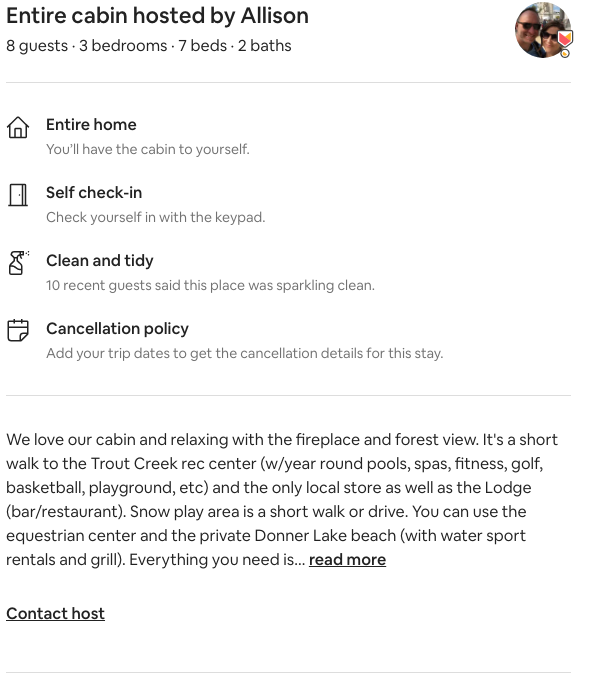 Entire cabin hosted by Allison
8 guests · 3 bedrooms · 7 beds · 2 baths
Entire home
You'll have the cabin to yourself.
Self check-in
Check yourself in with the keypad.
Clean and tidy
10 recent guests said this place was sparkling clean.
Cancellation policy
Add your trip dates to get the cancellation details for this stay.
We love our cabin and relaxing with the fireplace and forest view. It's a short
walk to the Trout Creek rec center (w/year round pools, spas, fitness, golf,
basketball, playground, etc) and the only local store as well as the Lodge
(bar/restaurant). Snow play area is a short walk or drive. You can use the
equestrian center and the private Donner Lake beach (with water sport
rentals and grill). Everything you need is... read more
Contact host